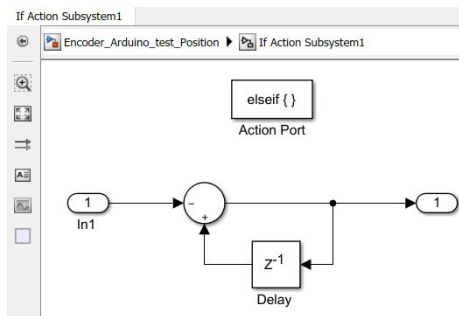 If Action Subsystem1
Encoder_Arduino_test_Position If Action Subsystem1
elseif { }
Action Port
1
In1
−
+
1
Z-1
Delay